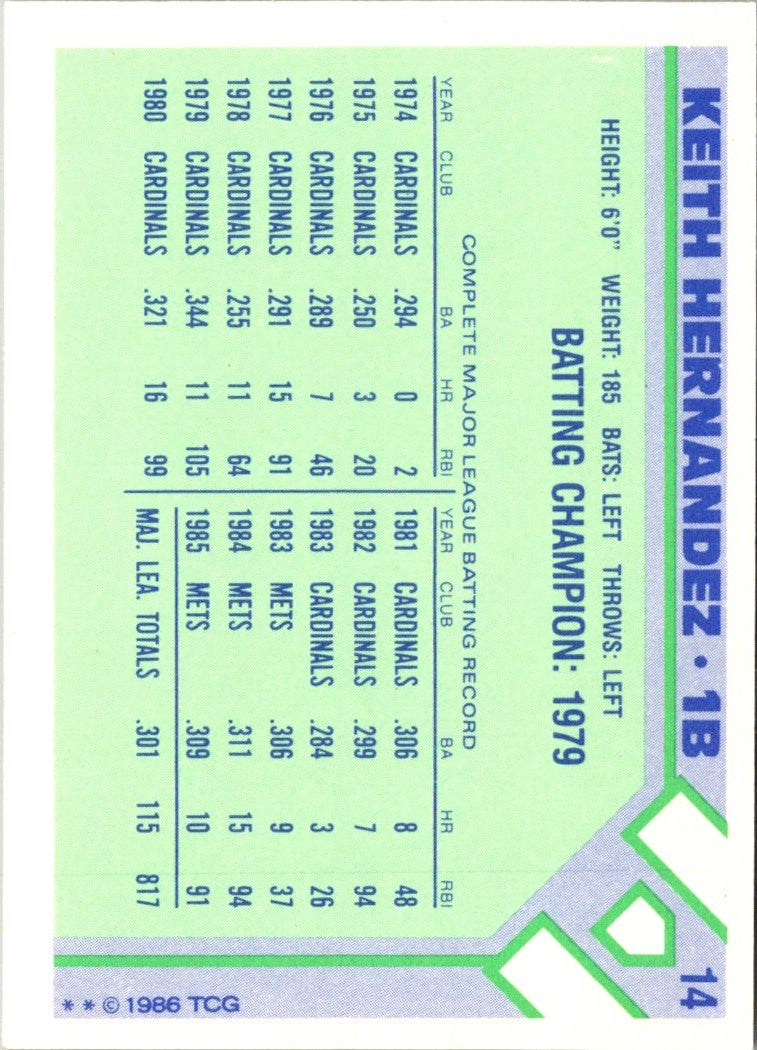 KEITH HERNANDEZ • 1B
HEIGHT: 6'0" WEIGHT: 185 BATS: LEFT THROWS: LEFT
BATTING CHAMPION: 1979
COMPLETE MAJOR LEAGUE BATTING RECORD
YEAR CLUB BA HR RBI
1974 CARDINALS .294 0 2
1975 CARDINALS .250 3 20
1976 CARDINALS .289 7 46
1977 CARDINALS .291 15 91
1978 CARDINALS .255 11 64
1979 CARDINALS .344 11 105
1980 CARDINALS .321 16 99
YEAR CLUB BA HR RBI
1981 CARDINALS .306 8 48
1982 CARDINALS .299 7 94
1983 CARDINALS .284 3 26
1983 METS .306 9 37
1984 METS .311 15 94
1985 METS .309 10 91
MAJ. LEA. TOTALS .301 115 817
14
* * © 1986 TCG